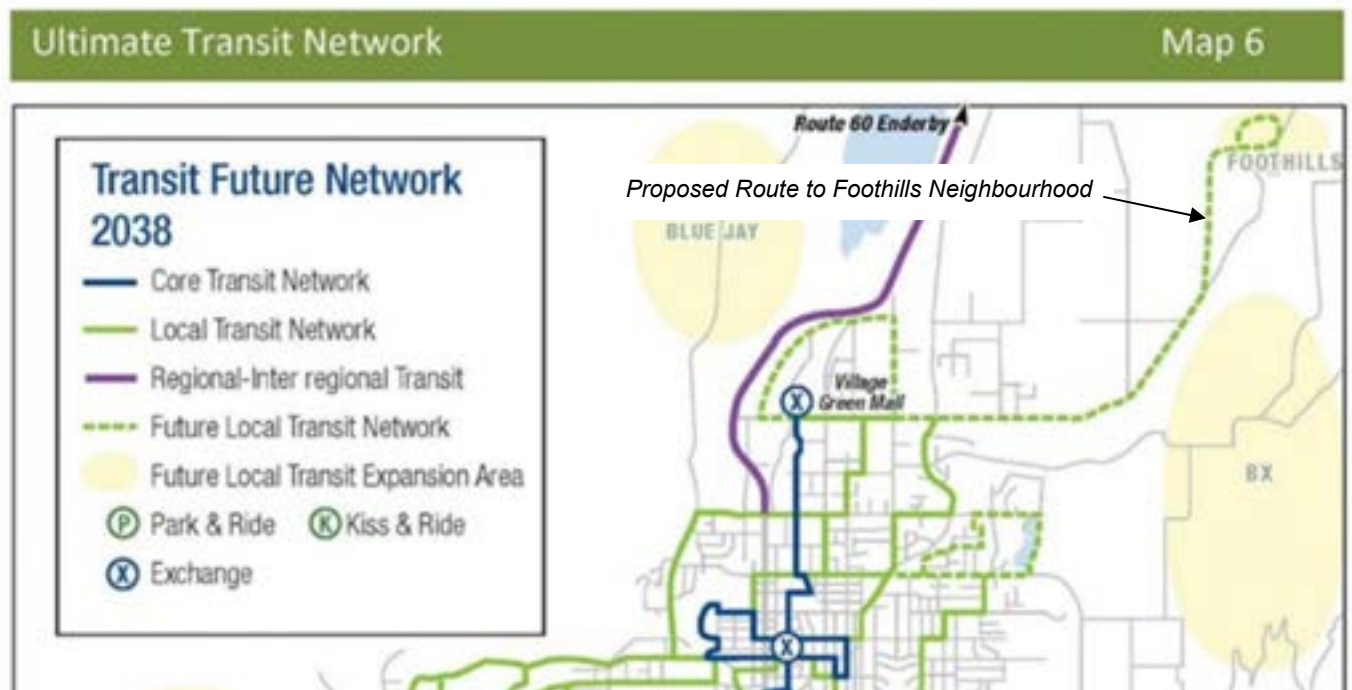 Ultimate Transit Network Map 6
Transit Future Network
2038
Core Transit Network
Local Transit Network
Regional-Inter regional Transit
Future Local Transit Network
Future Local Transit Expansion Area
P Park & Ride K Kiss & Ride
X Exchange
Route 60 Enderby
Proposed Route to Foothills Neighbourhood
FOOTHILLS
BLUE JAY
X Village
Green Mall
BX
X